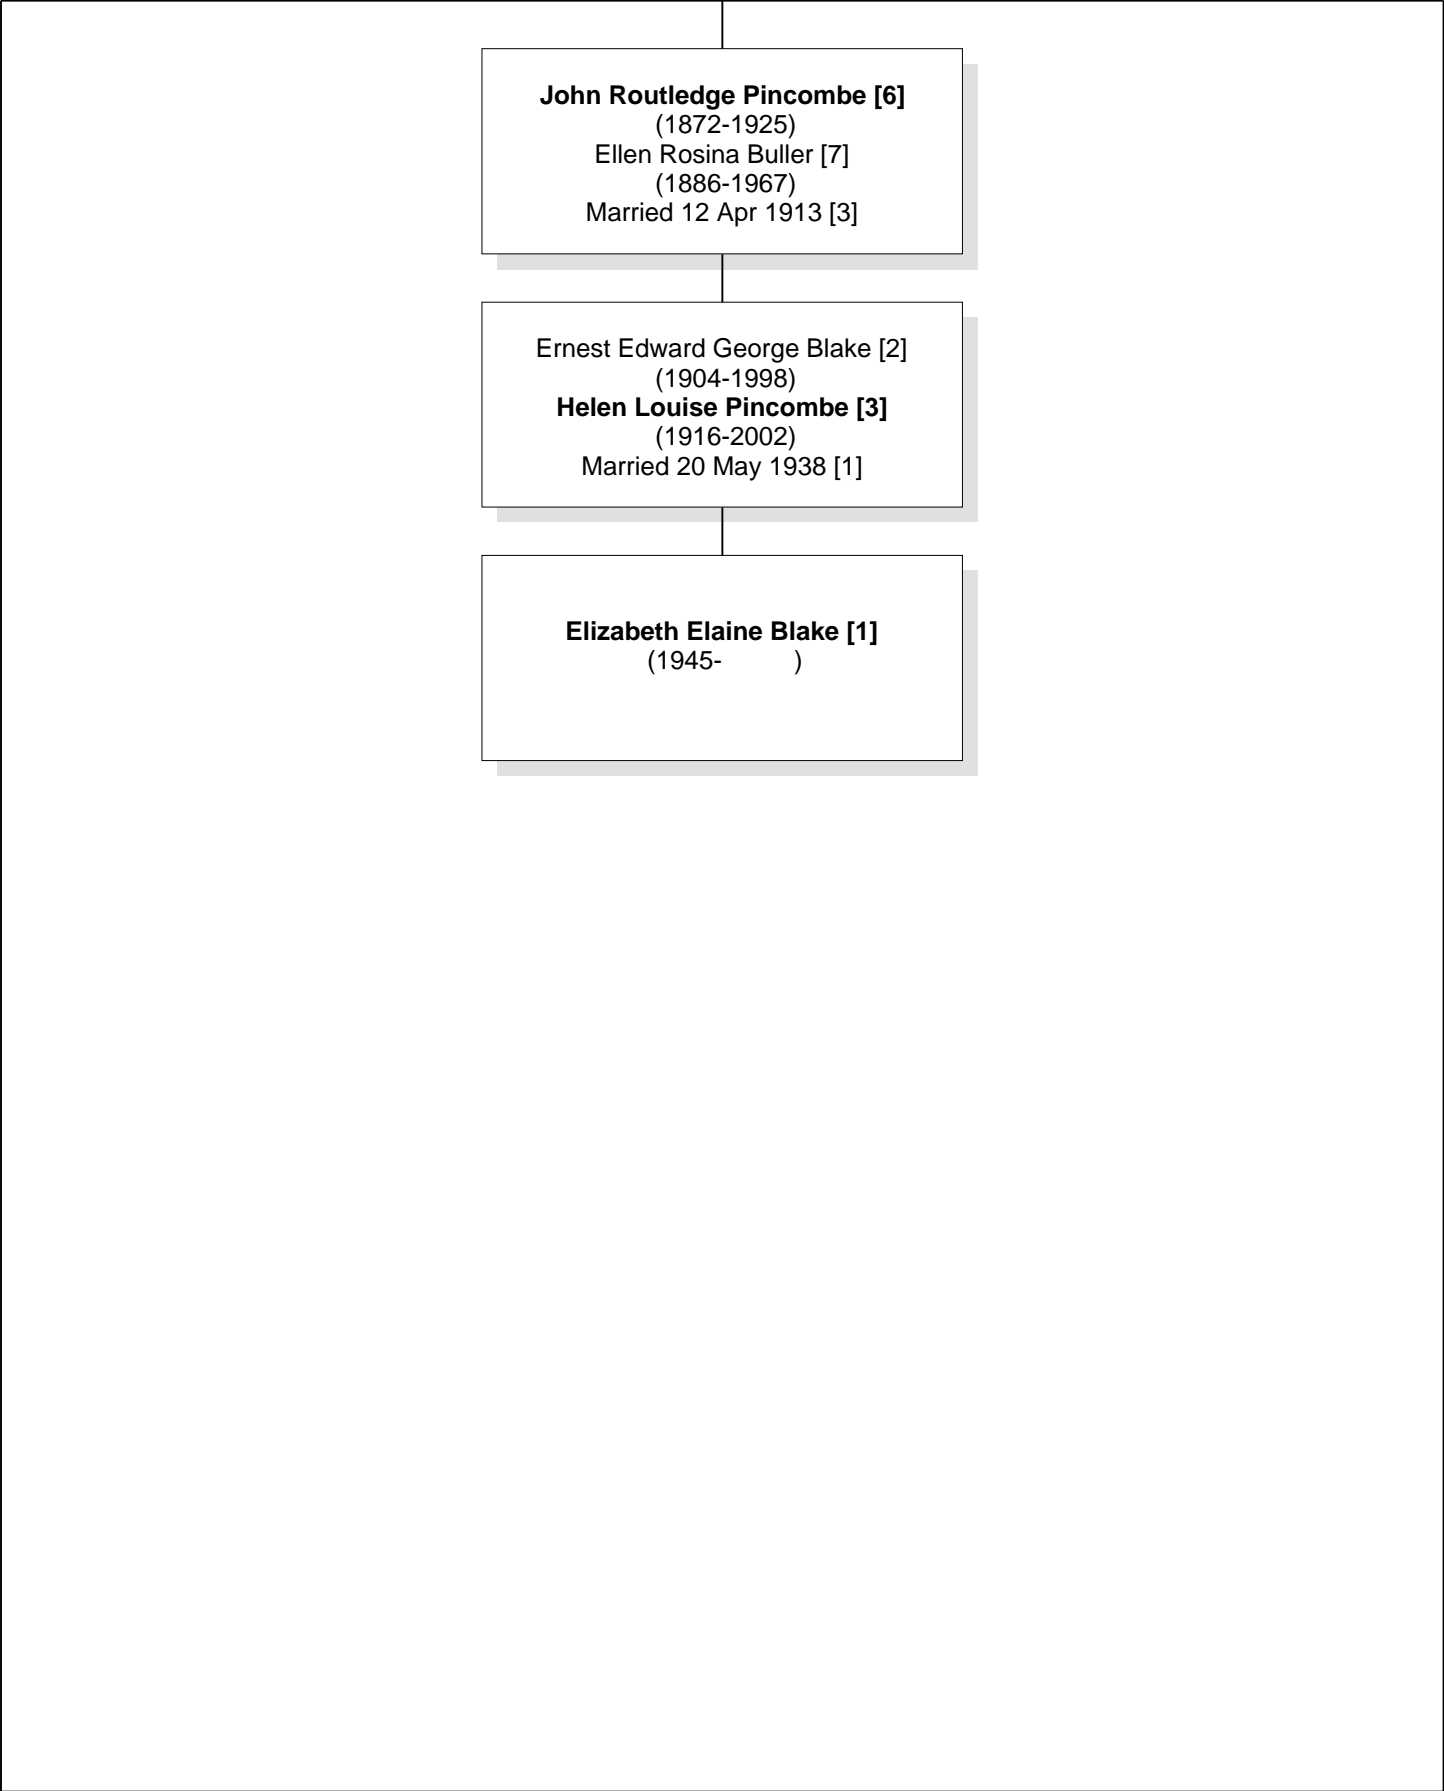 John Routledge Pincombe [6]
(1872-1925)
Ellen Rosina Buller [7]
(1886-1967)
Married 12 Apr 1913 [3]
Ernest Edward George Blake [2]
(1904-1998)
Helen Louise Pincombe [3]
(1916-2002)
Married 20 May 1938 [1]
Elizabeth Elaine Blake [1]
(1945-          )